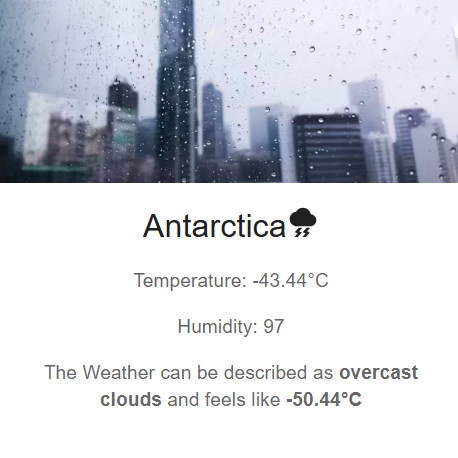 Antarctica
Temperature: -43.44°C
Humidity: 97
The Weather can be described as overcast
clouds and feels like -50.44°C